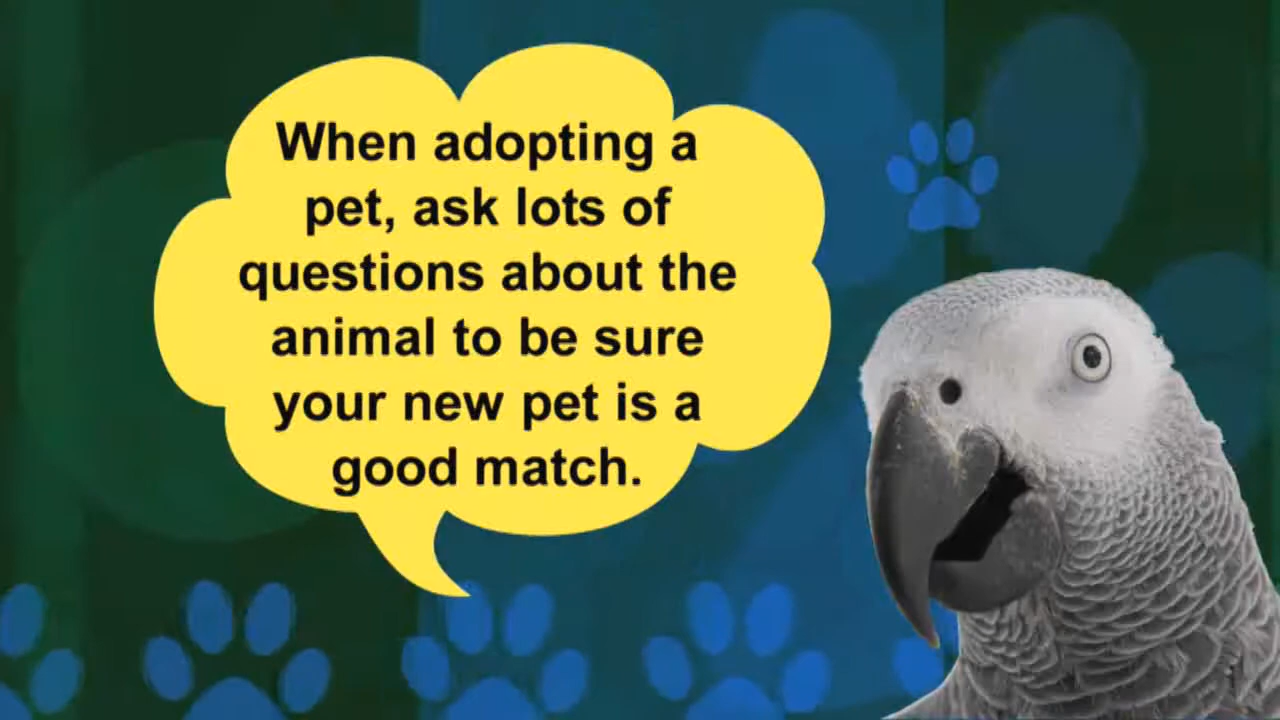 When adopting a
pet, ask lots of
questions about the
animal to be sure
your new pet is a
good match.